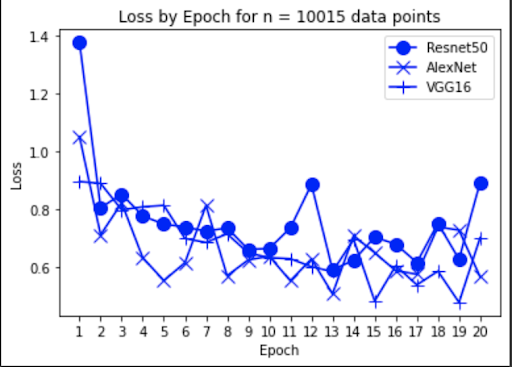 Loss by Epoch for n = 10015 data points
1.4
1.2
1.0
0.8
0.6
Loss
Resnet50
AlexNet
VGG16
1 2 3 4 5 6 7 8 9 10 11 12 13 14 15 16 17 18 19 20
Epoch